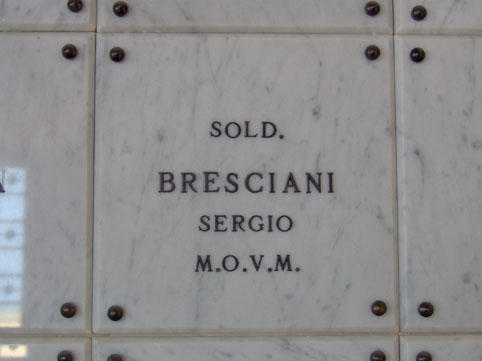 SOLD.
BRESCIANI
SERGIO
M.O.V.M.